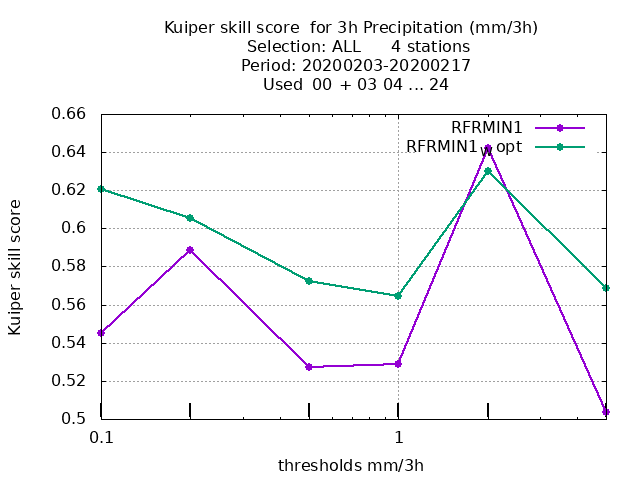 Kuiper skill score  for 3h Precipitation (mm/3h)
Selection: ALL      4 stations
Period: 20200203-20200217
Used  00 + 03 04 ... 24
RFRMIN1
RFRMIN1w opt
0.66
0.64
0.62
0.6
0.58
0.56
0.54
0.52
0.5
Kuiper skill score
0.1
1
thresholds mm/3h